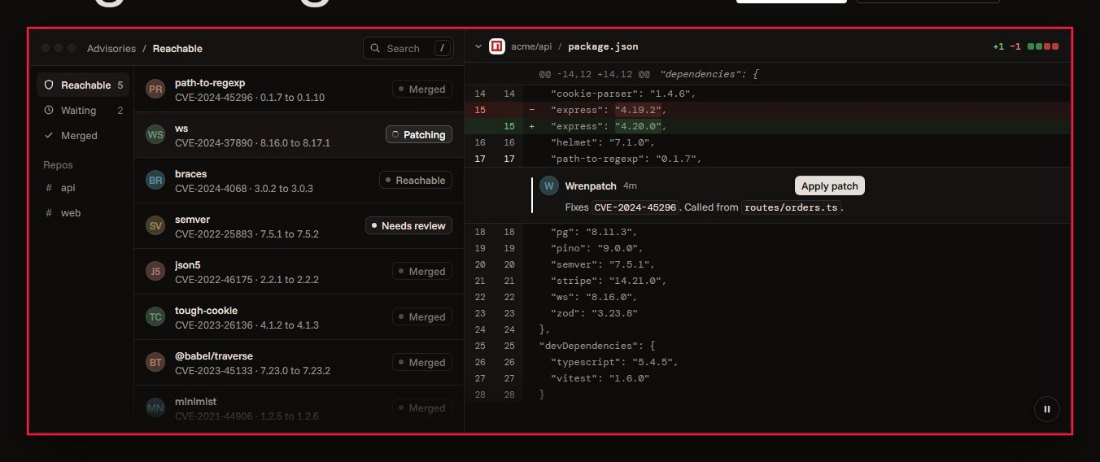 Advisories / Reachable
Search /
Reachable 5
Waiting 2
Merged
Repos
# api
# web
PR path-to-regexp
CVE-2024-45296 · 0.1.7 to 0.1.10
Merged
WS ws
CVE-2024-37890 · 8.16.0 to 8.17.1
Patching
BR braces
CVE-2024-4068 · 3.0.2 to 3.0.3
Reachable
SV semver
CVE-2022-25883 · 7.5.1 to 7.5.2
Needs review
J5 json5
CVE-2022-46175 · 2.2.1 to 2.2.2
Merged
TC tough-cookie
CVE-2023-26136 · 4.1.2 to 4.1.3
Merged
BT @babel/traverse
CVE-2023-45133 · 7.23.0 to 7.23.2
Merged
MN minimist
CVE-2021-44906 · 1.2.5 to 1.2.6
Merged
acme/api / package.json
+1 −1
@@ -14,12 +14,12 @@ "dependencies": {
14 14 "cookie-parser": "1.4.6",
15 − "express": "4.19.2",
15 + "express": "4.20.0",
16 16 "helmet": "7.1.0",
17 17 "path-to-regexp": "0.1.7",
W Wrenpatch 4m
Apply patch
Fixes CVE-2024-45296. Called from routes/orders.ts.
18 18 "pg": "8.11.3",
19 19 "pino": "9.0.0",
20 20 "semver": "7.5.1",
21 21 "stripe": "14.21.0",
22 22 "ws": "8.16.0",
23 23 "zod": "3.23.8"
24 24 },
25 25 "devDependencies": {
26 26 "typescript": "5.4.5",
27 27 "vitest": "1.6.0"
28 28 }